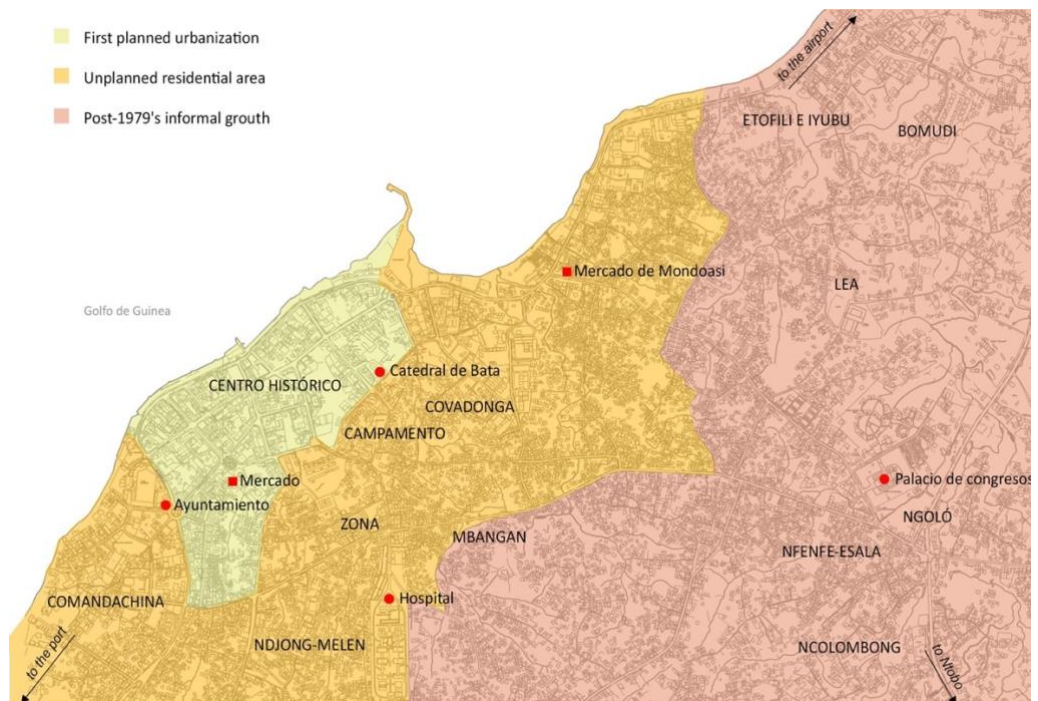 First planned urbanization
Unplanned residential area
Post-1979's informal grouth
to the airport
ETOFILI E IYUBU
BOMUDI
Mercado de Mondoasi
LEA
Golfo de Guinea
Catedral de Bata
CENTRO HISTÓRICO
COVADONGA
CAMPAMENTO
Mercado
Palacio de congresos
Ayuntamiento
NGOLÓ
ZONA
MBANGAN
NFENFE-ESALA
Hospital
COMANDACHINA
NDJONG-MELEN
NCOLOMBONG
to the port
to Ntobo